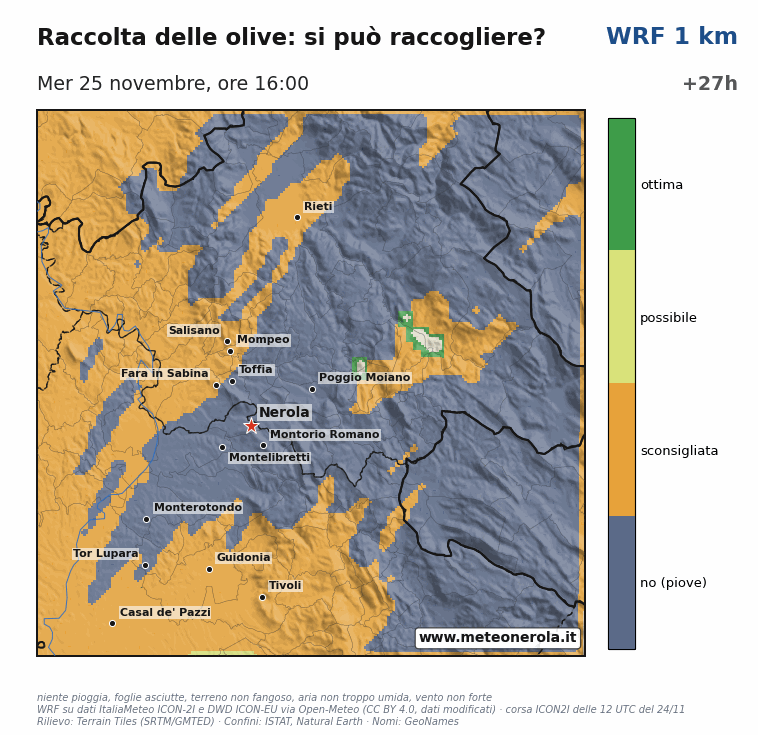 Raccolta delle olive: si può raccogliere?
WRF 1 km
Mer 25 novembre, ore 16:00
+27h
ottima
possibile
sconsigliata
no (piove)
Rieti
Salisano
Mompeo
Toffia
Fara in Sabina
Poggio Moiano
Nerola
Montorio Romano
Montelibretti
Monterotondo
Tor Lupara
Guidonia
Tivoli
Casal de' Pazzi
www.meteonerola.it
niente pioggia, foglie asciutte, terreno non fangoso, aria non troppo umida, vento non forte
WRF su dati ItaliaMeteo ICON-2I e DWD ICON-EU via Open-Meteo (CC BY 4.0, dati modificati) · corsa ICON2I delle 12 UTC del 24/11
Rilievo: Terrain Tiles (SRTM/GMTED) · Confini: ISTAT, Natural Earth · Nomi: GeoNames